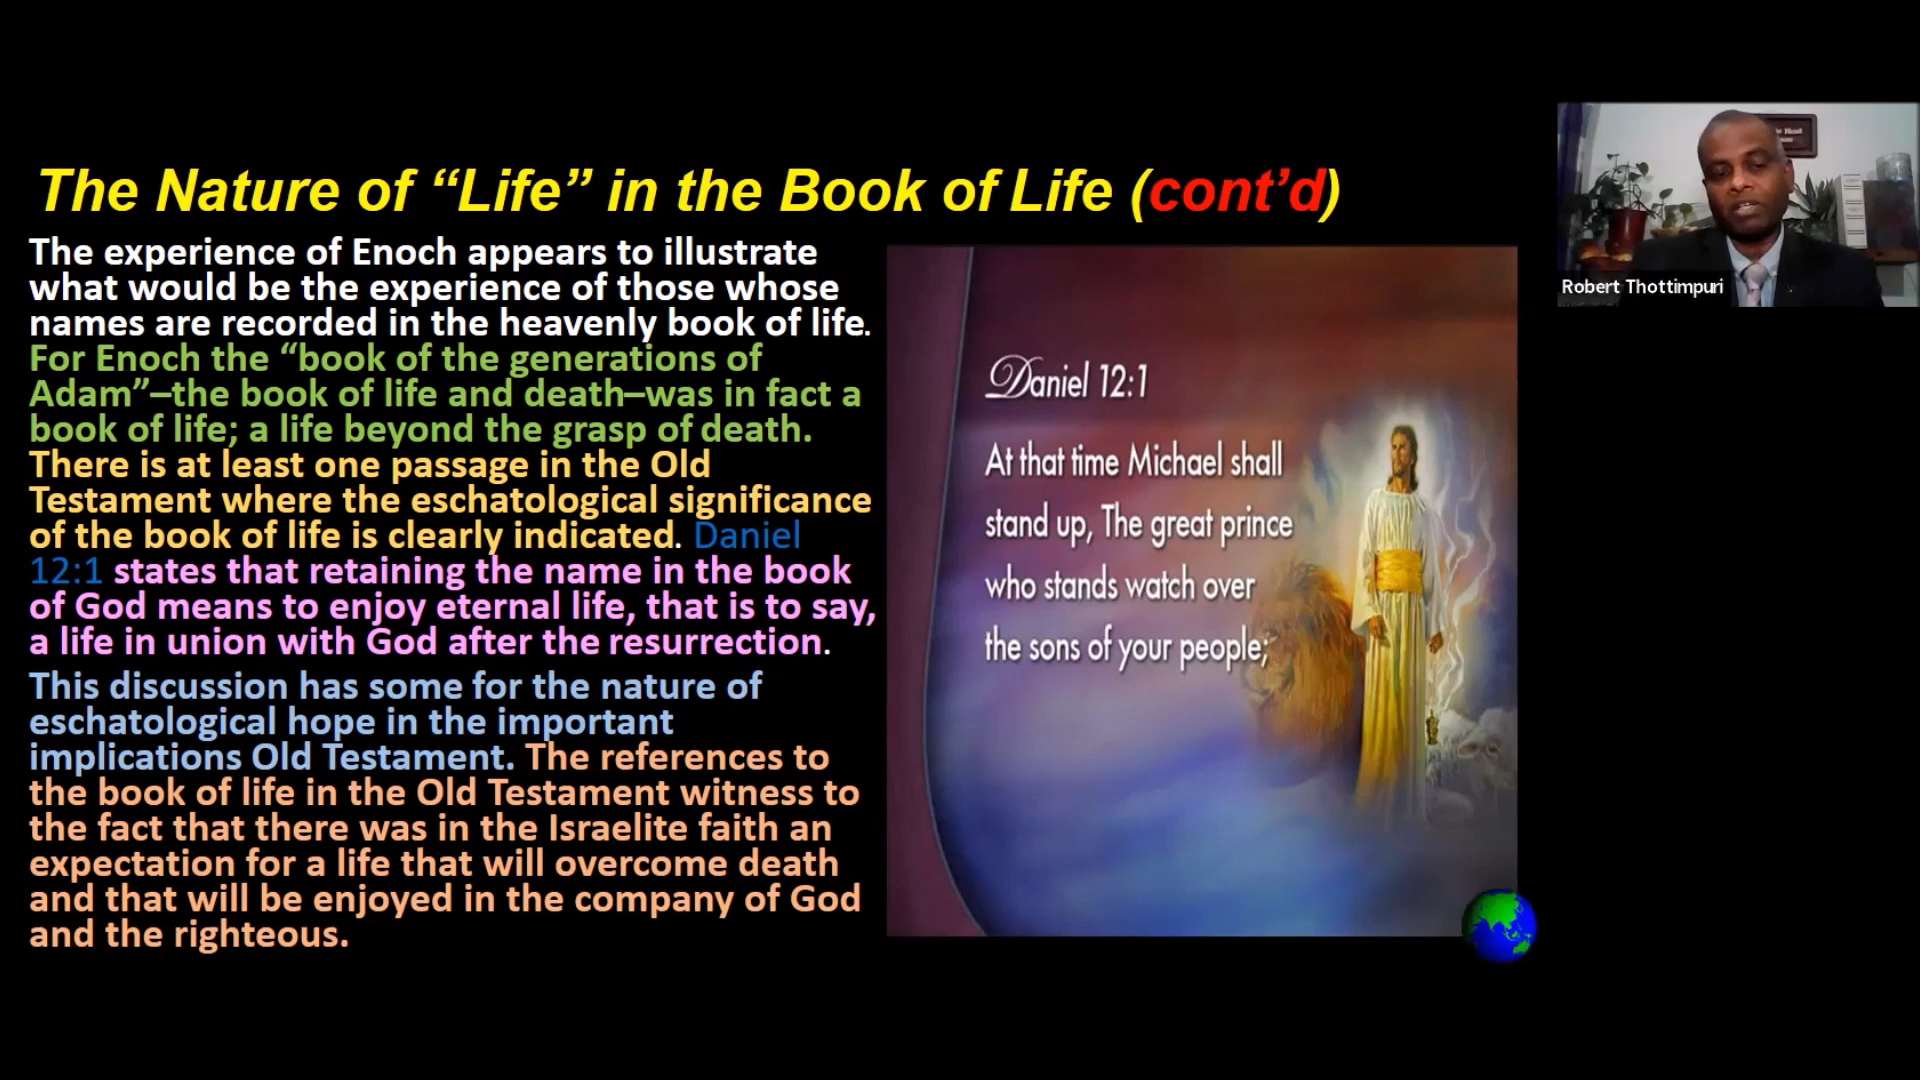 The Nature of “Life” in the Book of Life (cont’d)
The experience of Enoch appears to illustrate
what would be the experience of those whose
names are recorded in the heavenly book of life.
For Enoch the “book of the generations of
Adam”–the book of life and death–was in fact a
book of life; a life beyond the grasp of death.
There is at least one passage in the Old
Testament where the eschatological significance
of the book of life is clearly indicated. Daniel
12:1 states that retaining the name in the book
of God means to enjoy eternal life, that is to say,
a life in union with God after the resurrection.
This discussion has some for the nature of
eschatological hope in the important
implications Old Testament. The references to
the book of life in the Old Testament witness to
the fact that there was in the Israelite faith an
expectation for a life that will overcome death
and that will be enjoyed in the company of God
and the righteous.
Daniel 12:1
At that time Michael shall
stand up, The great prince
who stands watch over
the sons of your people;
Head
Robert Thottimpuri